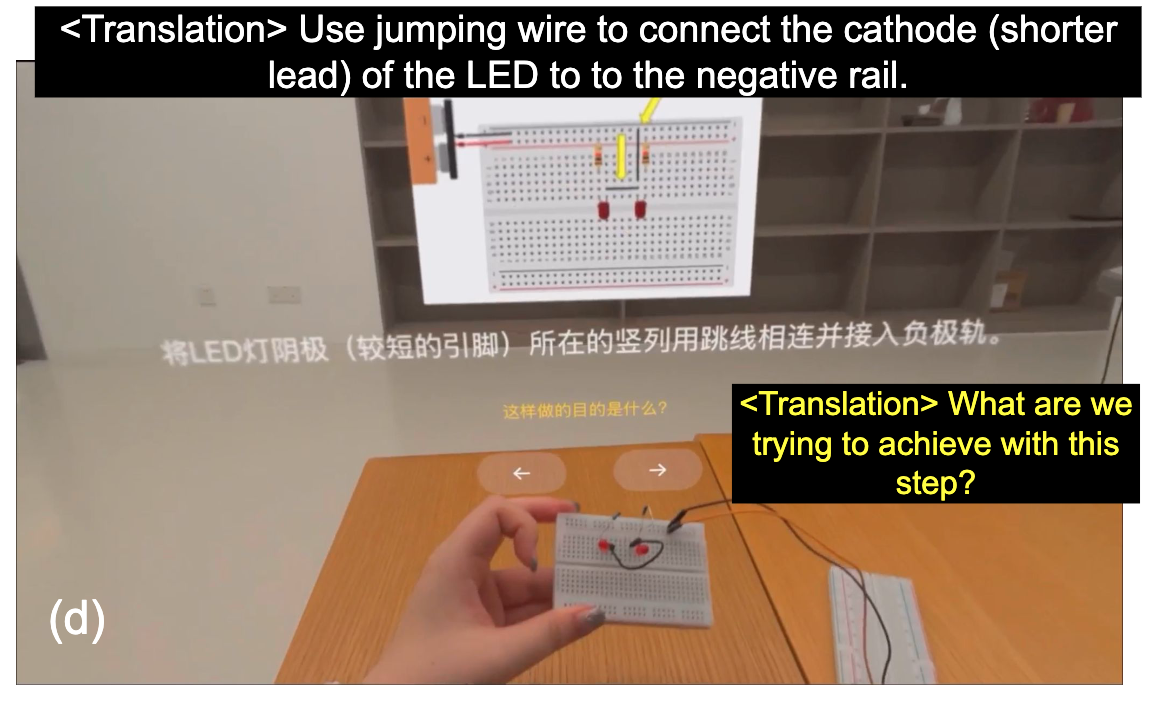 <Translation> Use jumping wire to connect the cathode (shorter
lead) of the LED to to the negative rail.
将LED灯阴极（较短的引脚）所在的竖列用跳线相连并接入负极轨。
这样做的目的是什么？
<Translation> What are we
trying to achieve with this
step?
←
→
(d)